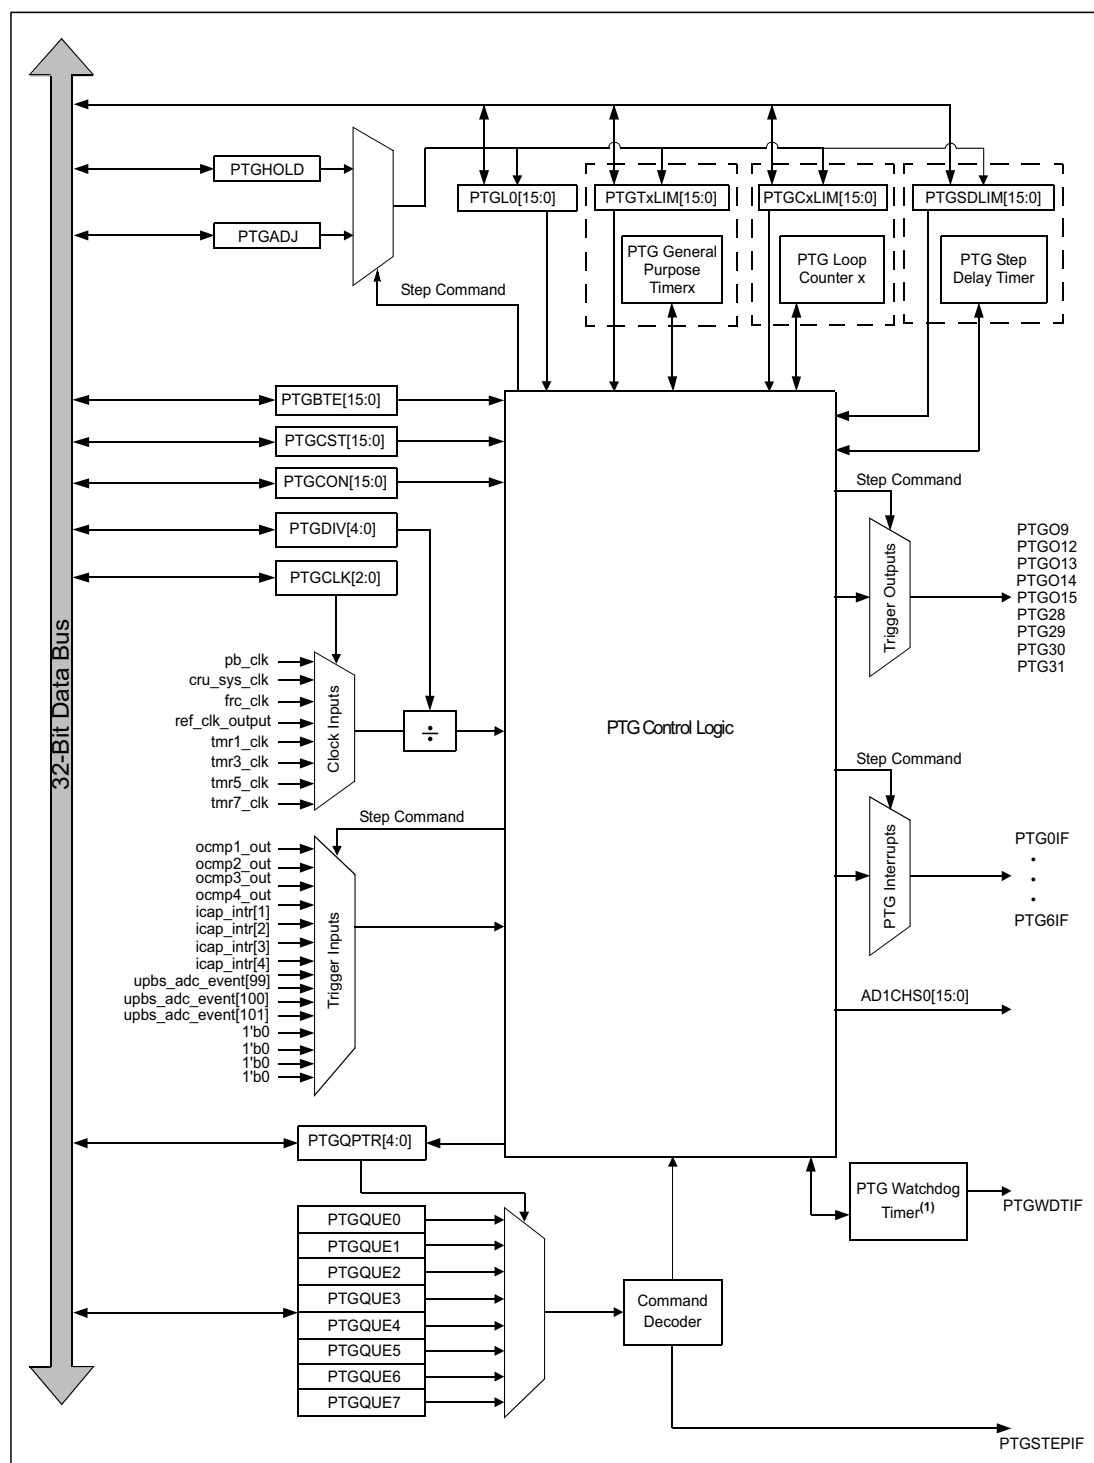 32-Bit Data Bus
PTGHOLD
PTGADJ
Step Command
PTGL0[15:0]
PTGTxLIM[15:0]
PTGCxLIM[15:0]
PTGSDLIM[15:0]
PTG General
Purpose
Timerx
PTG Loop
Counter x
PTG Step
Delay Timer
PTGBTE[15:0]
PTGCST[15:0]
PTGCON[15:0]
PTGDIV[4:0]
PTGCLK[2:0]
pb_clk
cru_sys_clk
frc_clk
ref_clk_output
tmr1_clk
tmr3_clk
tmr5_clk
tmr7_clk
Clock Inputs
÷
PTG Control Logic
Step Command
Trigger Outputs
PTGO9
PTGO12
PTGO13
PTGO14
PTGO15
PTG28
PTG29
PTG30
PTG31
Step Command
PTG Interrupts
PTG0IF
PTG6IF
Step Command
ocmp1_out
ocmp2_out
ocmp3_out
ocmp4_out
icap_intr[1]
icap_intr[2]
icap_intr[3]
icap_intr[4]
upbs_adc_event[99]
upbs_adc_event[100]
upbs_adc_event[101]
1'b0
1'b0
1'b0
1'b0
Trigger Inputs
AD1CHS0[15:0]
PTGQPTR[4:0]
PTG Watchdog
Timer(1)
PTGWDTIF
PTGQUE0
PTGQUE1
PTGQUE2
PTGQUE3
PTGQUE4
PTGQUE5
PTGQUE6
PTGQUE7
Command
Decoder
PTGSTEPIF